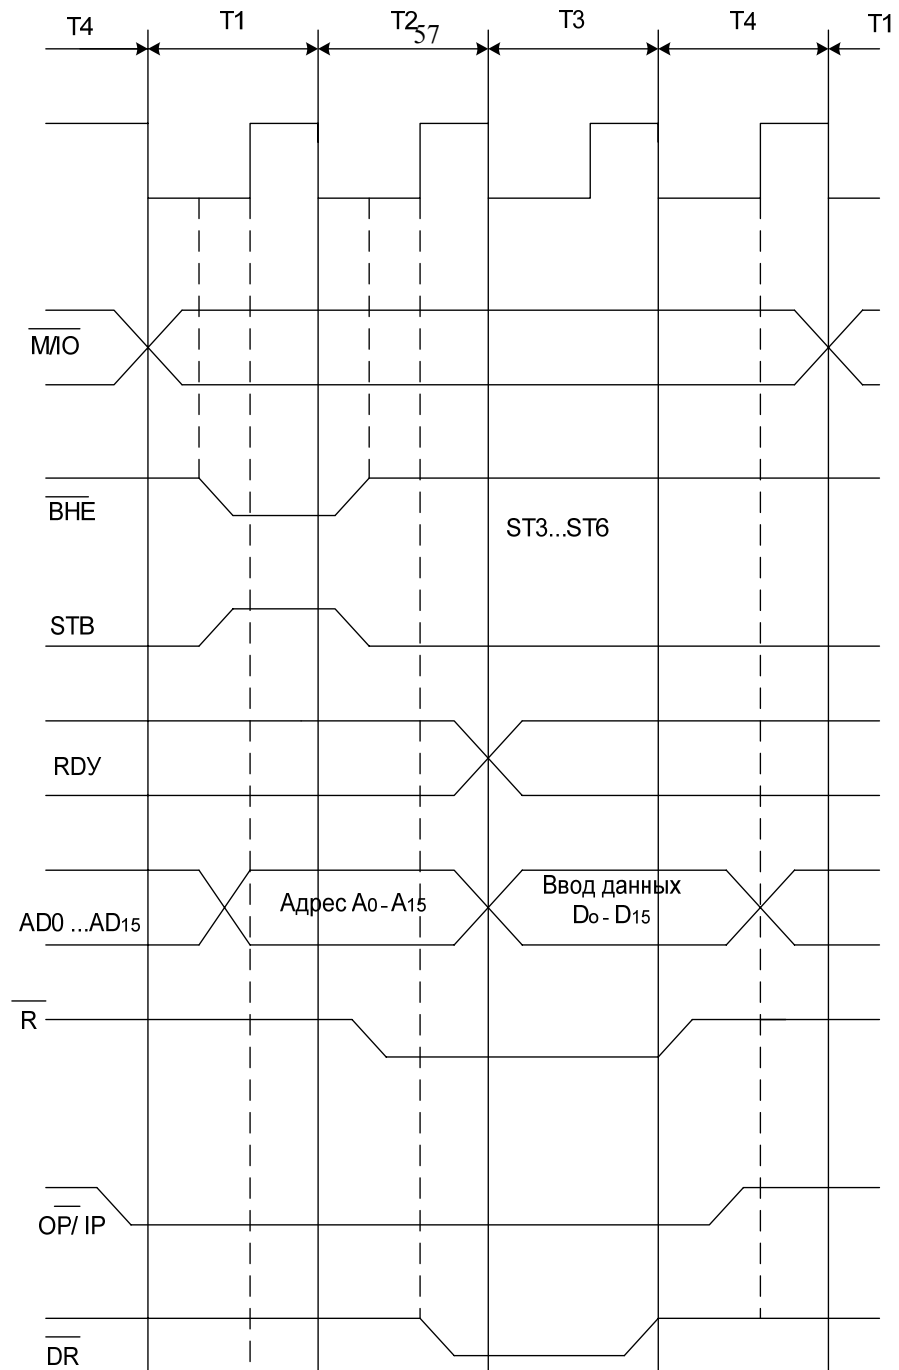 T4 T1 T2 T3 T4 T1
57
M/IO
BHE
ST3...ST6
STB
RDУ
AD0 ...AD15
Адрес A0 - A15
Ввод данных
Do - D15
R
OP/ IP
DR